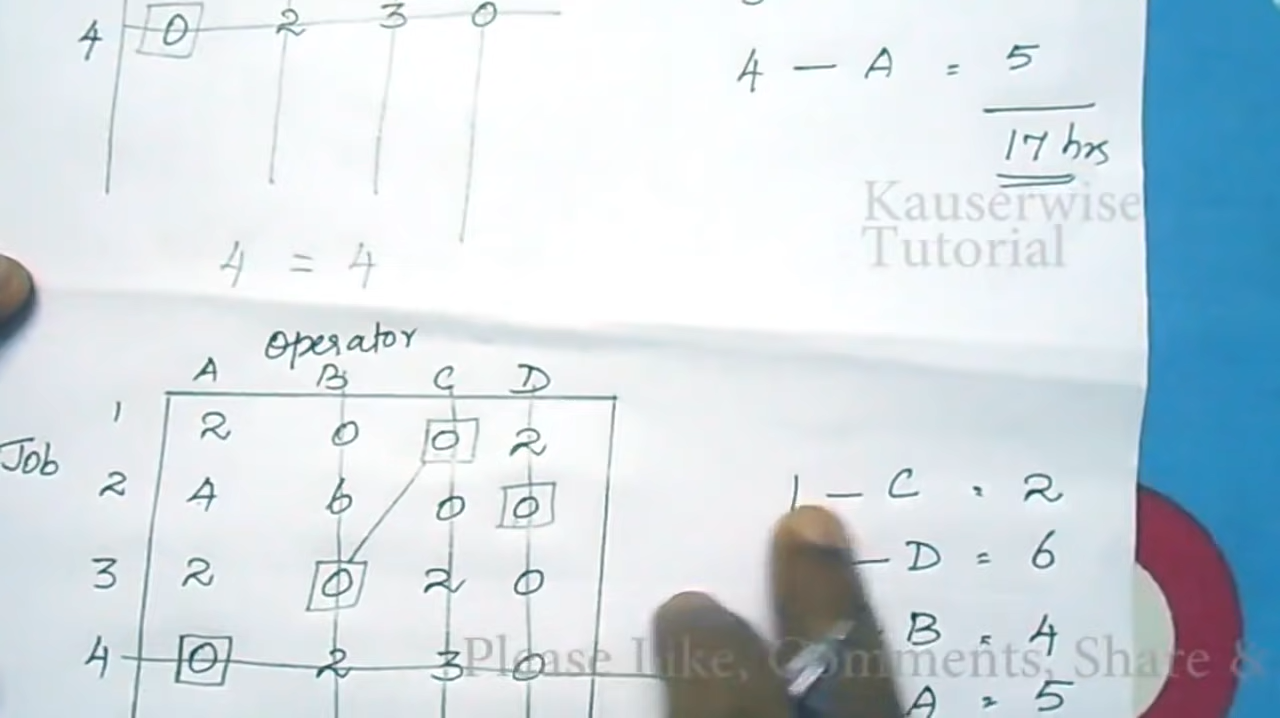 4 0 2 3 0
4 - A = 5
17 hrs
Kauserwise
Tutorial
4 = 4
Operator
A B C D
Job
1 2 0 0 2
2 4 6 0 0
3 2 0 2 0
4 0 2 3 0
1 - C = 2
- D = 6
B = 4
A = 5
Please Like, Comments, Share &